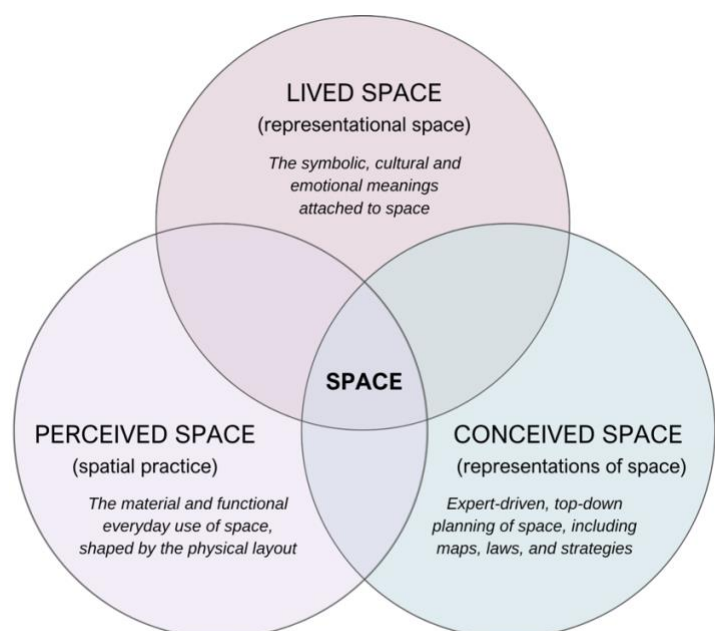 LIVED SPACE
(representational space)
The symbolic, cultural and
emotional meanings
attached to space
SPACE
PERCEIVED SPACE
(spatial practice)
The material and functional
everyday use of space,
shaped by the physical layout
CONCEIVED SPACE
(representations of space)
Expert-driven, top-down
planning of space, including
maps, laws, and strategies